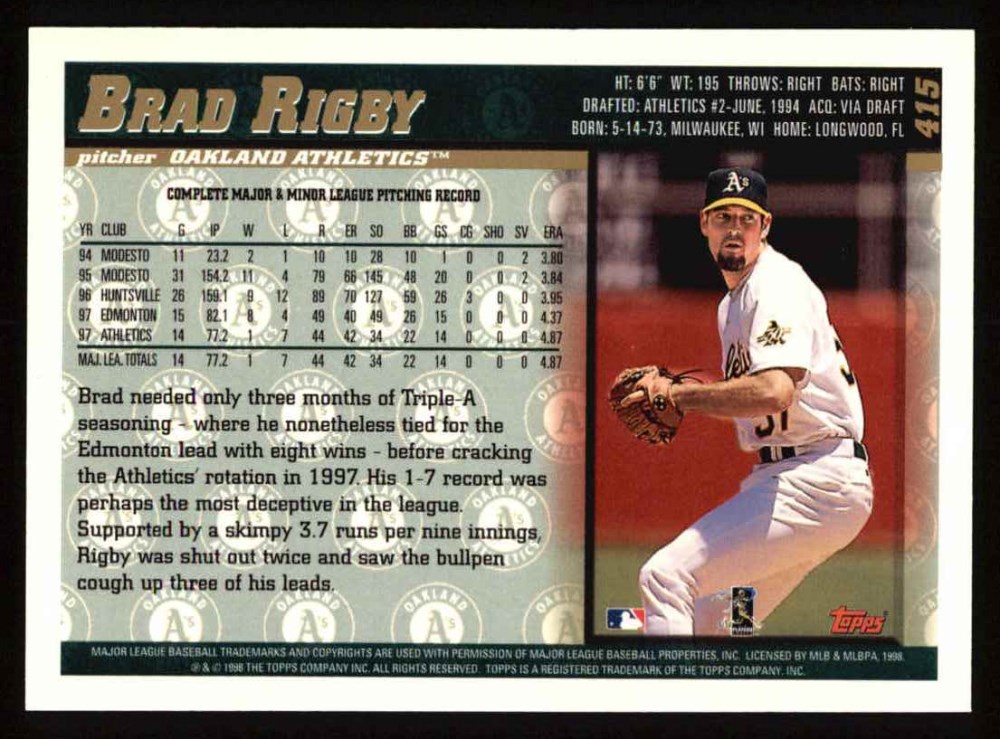 BRAD RIGBY
HT: 6'6" WT: 195 THROWS: RIGHT BATS: RIGHT
DRAFTED: ATHLETICS #2-JUNE, 1994 ACQ: VIA DRAFT
BORN: 5-14-73, MILWAUKEE, WI HOME: LONGWOOD, FL
415
pitcher OAKLAND ATHLETICS™
COMPLETE MAJOR & MINOR LEAGUE PITCHING RECORD
YR CLUB G IP W L R ER SO BB GS CG SHO SV ERA
94 MODESTO 11 23.2 2 1 10 10 28 10 1 0 0 2 3.80
95 MODESTO 31 154.2 11 4 79 66 145 48 20 0 0 2 3.84
96 HUNTSVILLE 26 159.1 9 12 89 70 127 59 26 3 0 0 3.95
97 EDMONTON 15 82.1 8 4 49 40 49 26 15 0 0 0 4.37
97 ATHLETICS 14 77.2 1 7 44 42 34 22 14 0 0 0 4.87
MAJ. LEA. TOTALS 14 77.2 1 7 44 42 34 22 14 0 0 0 4.87
Brad needed only three months of Triple-A
seasoning - where he nonetheless tied for the
Edmonton lead with eight wins - before cracking
the Athletics' rotation in 1997. His 1-7 record was
perhaps the most deceptive in the league.
Supported by a skimpy 3.7 runs per nine innings,
Rigby was shut out twice and saw the bullpen
cough up three of his leads.
A's
31
topps
MAJOR LEAGUE BASEBALL TRADEMARKS AND COPYRIGHTS ARE USED WITH PERMISSION OF MAJOR LEAGUE BASEBALL PROPERTIES, INC. LICENSED BY MLB & MLBPA, 1998.
℗ & © 1998 THE TOPPS COMPANY INC. ALL RIGHTS RESERVED. TOPPS IS A REGISTERED TRADEMARK OF THE TOPPS COMPANY, INC.